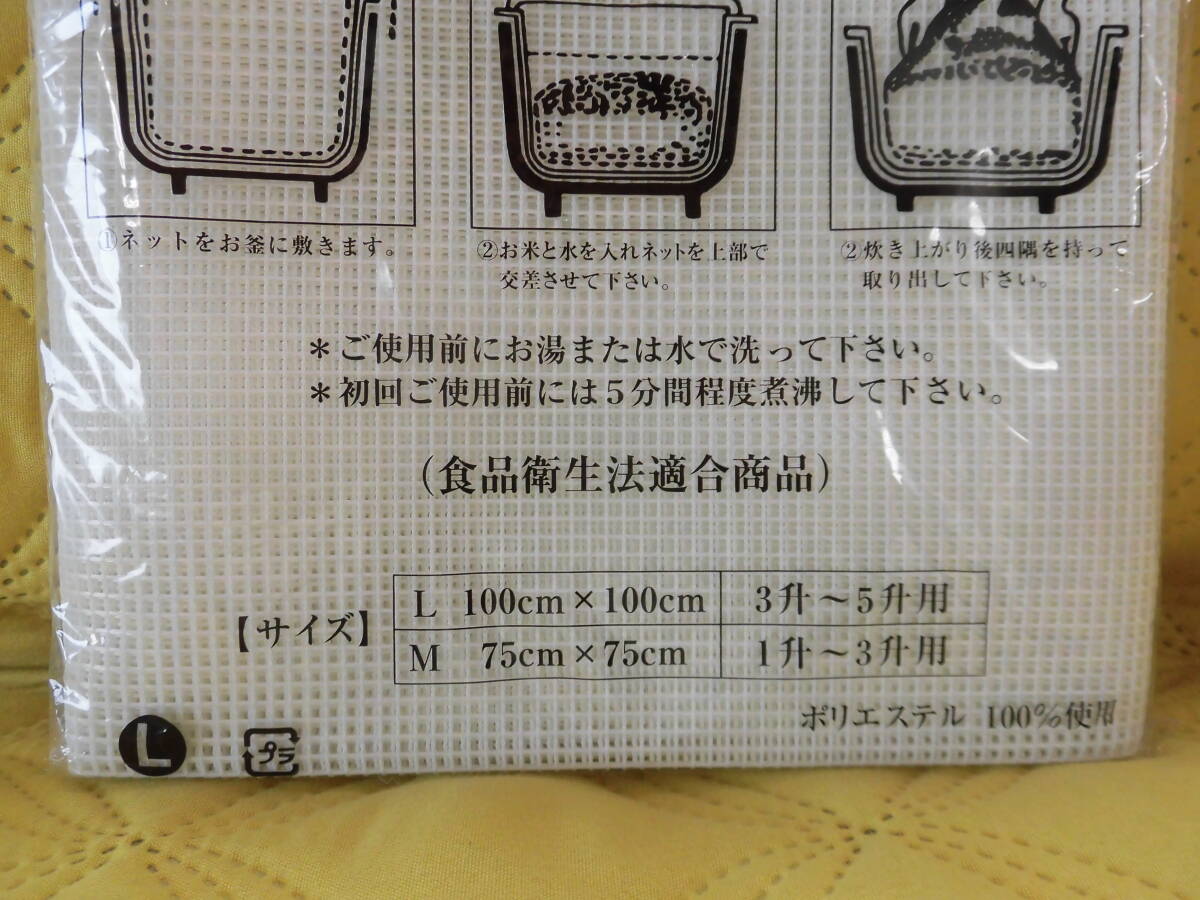 ①ネットをお釜に敷きます。
②お米と水を入れネットを上部で
交差させて下さい。
②炊き上がり後四隅を持って
取り出して下さい。
＊ご使用前にお湯または水で洗って下さい。
＊初回ご使用前には5分間程度煮沸して下さい。
(食品衛生法適合商品)
【サイズ】
L 100cm×100cm 3升～5升用
M 75cm×75cm 1升～3升用
ポリエステル 100%使用
L
プラ